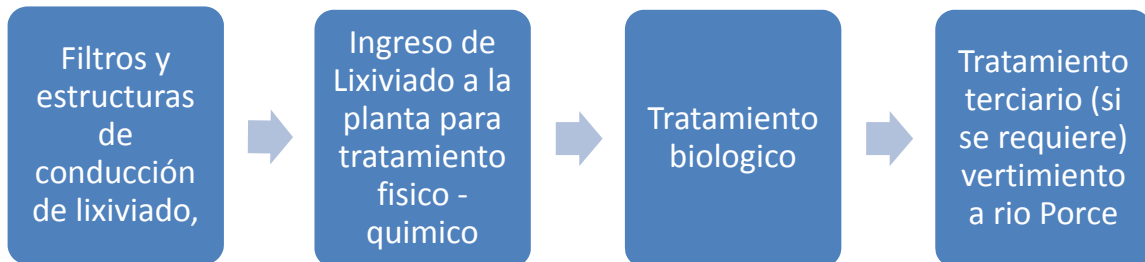 Filtros y
estructuras
de
conducción
de lixiviado,
Ingreso de
Lixiviado a la
planta para
tratamiento
fisico -
quimico
Tratamiento
biologico
Tratamiento
terciario (si
se requiere)
vertimiento
a rio Porce